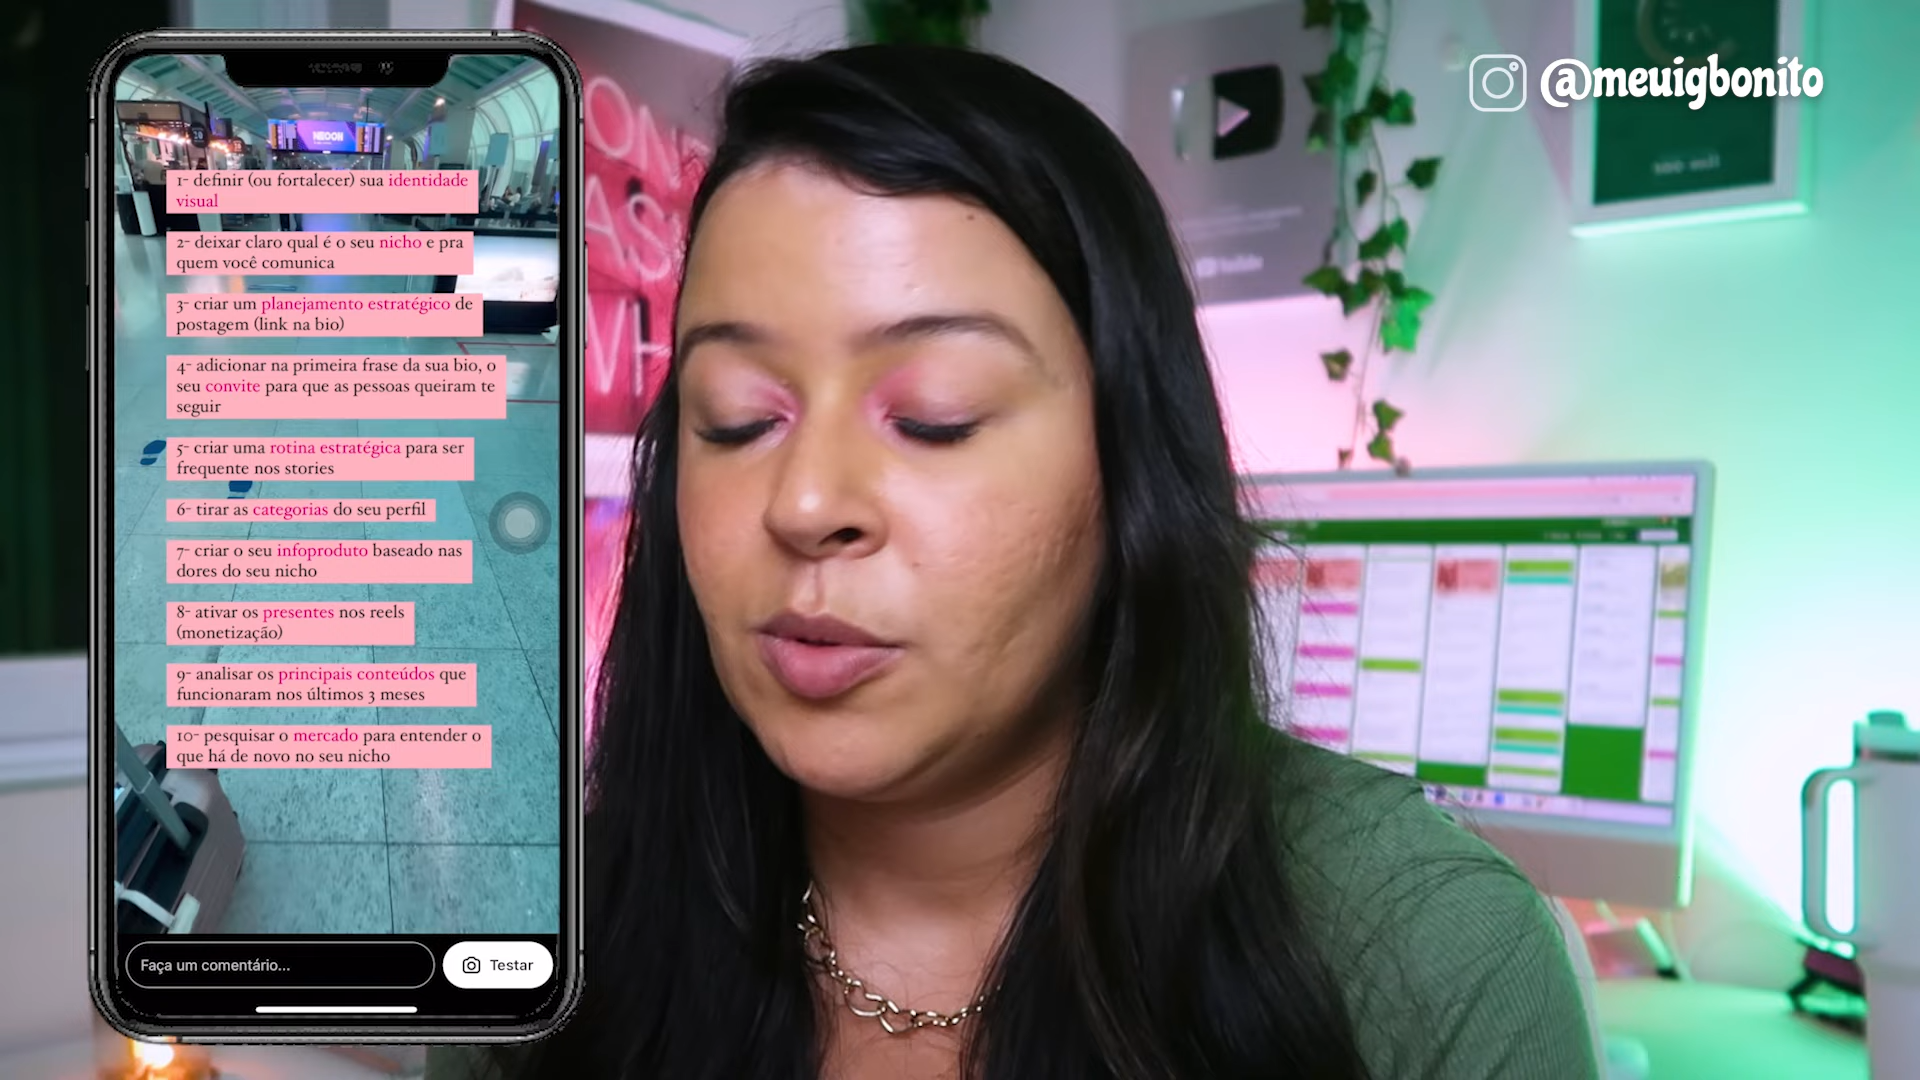 @meuigbonito
NEOOH
1- definir (ou fortalecer) sua identidade
visual
2- deixar claro qual é o seu nicho e pra
quem você comunica
3- criar um planejamento estratégico de
postagem (link na bio)
4- adicionar na primeira frase da sua bio, o
seu convite para que as pessoas queiram te
seguir
5- criar uma rotina estratégica para ser
frequente nos stories
6- tirar as categorias do seu perfil
7- criar o seu infoproduto baseado nas
dores do seu nicho
8- ativar os presentes nos reels
(monetização)
9- analisar os principais conteúdos que
funcionaram nos últimos 3 meses
10- pesquisar o mercado para entender o
que há de novo no seu nicho
Faça um comentário...
Testar
YouTube